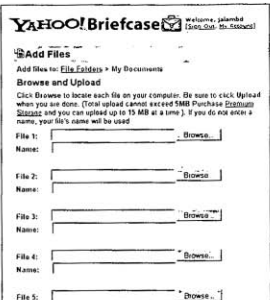 YAHOO! Briefcase Welcome, jalambd
[Sign Out, My Account]
Add Files
Add files to: File Folders > My Documents
Browse and Upload
Click Browse to locate each file on your computer. Be sure to click Upload
when you are done. (Total upload cannot exceed 5MB Purchase Premium
Storage and you can upload up to 15 MB at a time.). If you do not enter a
name, your file's name will be used
File 1: Browse...
Name:
File 2: Browse
Name:
File 3: Browse...
Name:
File 4: Browse...
Name:
File 5: Browse...